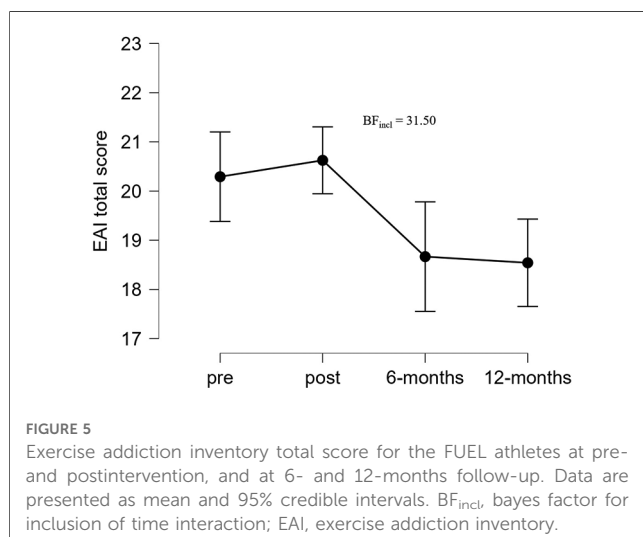 23
22
21
20
19
18
17
EAI total score
BFincl = 31.50
pre post 6-months 12-months
FIGURE 5
Exercise addiction inventory total score for the FUEL athletes at pre-
and postintervention, and at 6- and 12-months follow-up. Data are
presented as mean and 95% credible intervals. BFincl, bayes factor for
inclusion of time interaction; EAI, exercise addiction inventory.